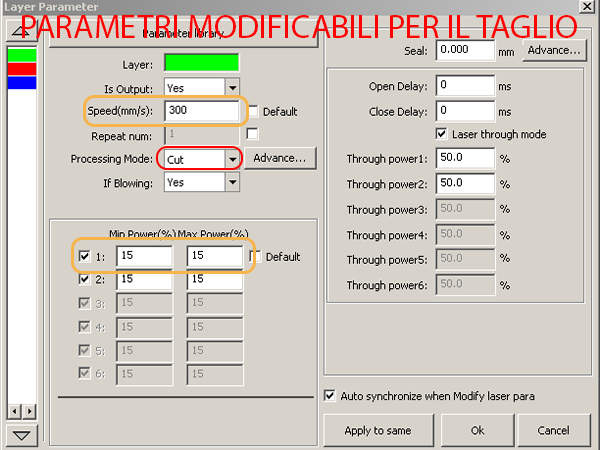 Layer Parameter
PARAMETRI MODIFICABILI PER IL TAGLIO
Parameter library
Layer:
Is Output: Yes
Speed(mm/s): 300 Default
Repeat num: 1
Processing Mode: Cut Advance...
If Blowing: Yes
Min Power(%) Max Power(%)
1: 15 15 Default
2: 15 15
3: 15 15
4: 15 15
5: 15 15
6: 15 15
Seal: 0.000 mm Advance...
Open Delay: 0 ms
Close Delay: 0 ms
Laser through mode
Through power1: 50.0 %
Through power2: 50.0 %
Through power3: 50.0 %
Through power4: 50.0 %
Through power5: 50.0 %
Through power6: 50.0 %
Auto synchronize when Modify laser para
Apply to same Ok Cancel